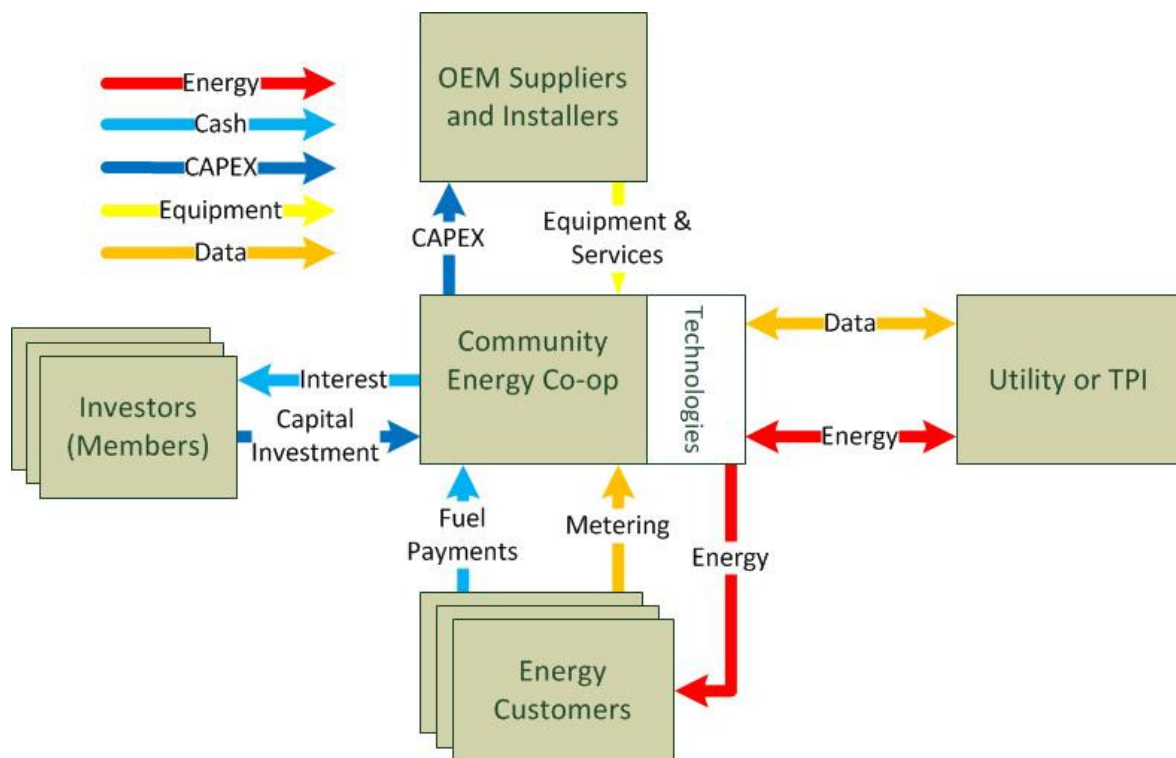 Energy
Cash
CAPEX
Equipment
Data
OEM Suppliers
and Installers
CAPEX
Equipment &
Services
Community
Energy Co-op
Technologies
Data
Energy
Utility or TPI
Investors
(Members)
Interest
Capital
Investment
Fuel
Payments
Metering
Energy
Energy
Customers